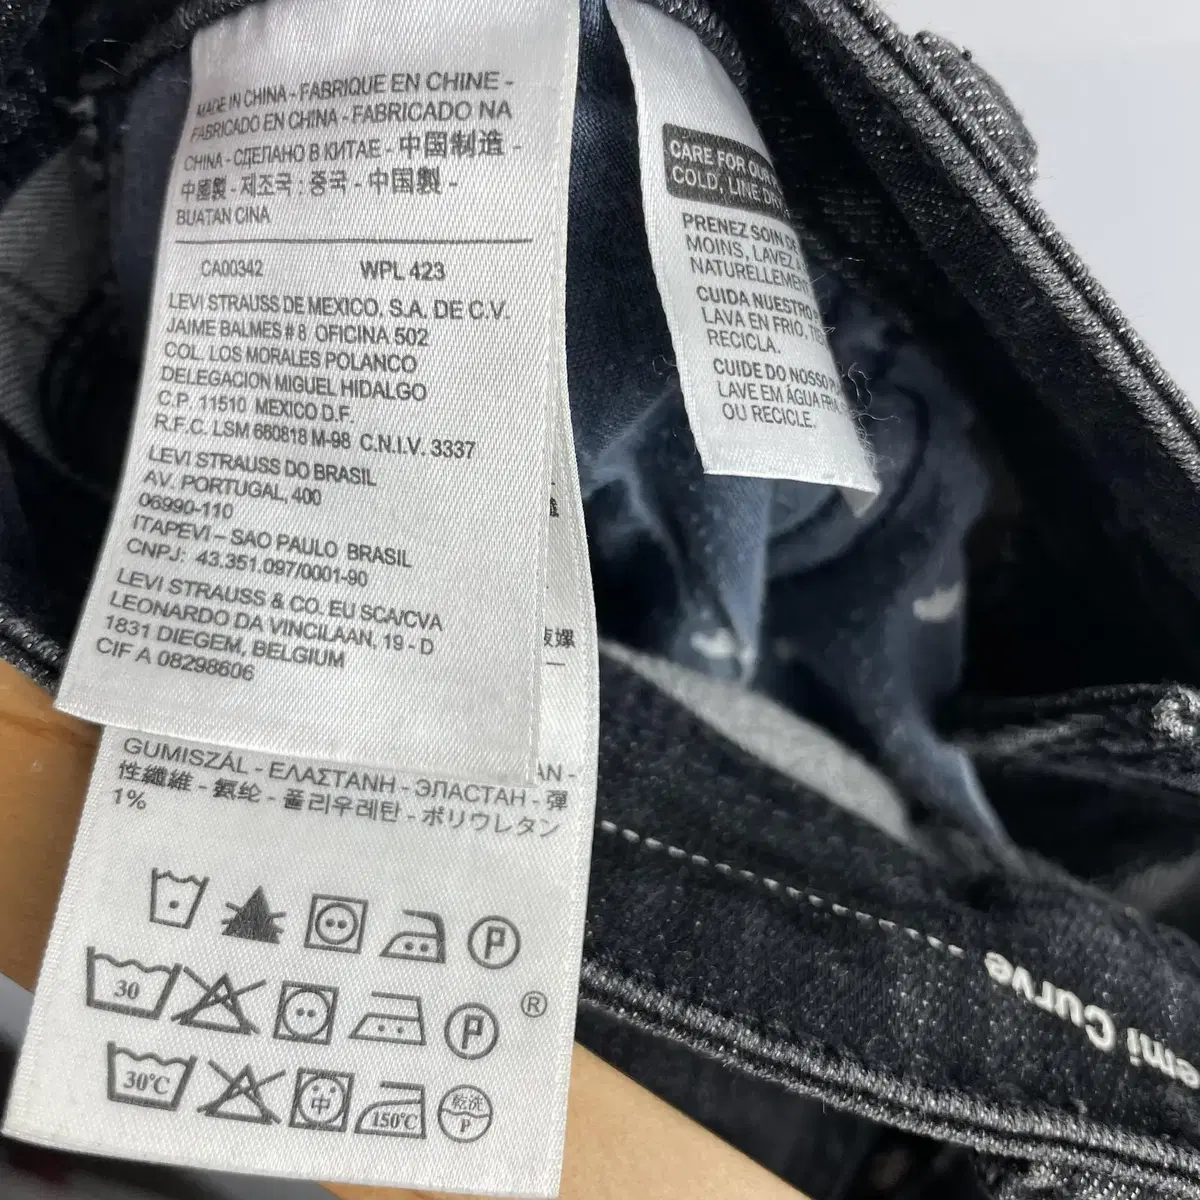 MADE IN CHINA - FABRIQUE EN CHINE -
FABRICADO EN CHINA - FABRICADO NA
CHINA - СДЕЛАНО В КИТАЕ - 中国制造 -
中國製 - 제조국 : 중국 - 中国製 -
BUATAN CINA
CA00342 WPL 423
LEVI STRAUSS DE MEXICO, S.A. DE C.V.
JAIME BALMES # 8 OFICINA 502
COL. LOS MORALES POLANCO
DELEGACION MIGUEL HIDALGO
C.P. 11510 MEXICO D.F.
R.F.C. LSM 660818 M-98 C.N.I.V. 3337
LEVI STRAUSS DO BRASIL
AV. PORTUGAL, 400
06990-110
ITAPEVI – SAO PAULO BRASIL
CNPJ: 43.351.097/0001-90
LEVI STRAUSS & CO. EU SCA/CVA
LEONARDO DA VINCILAAN, 19 - D
1831 DIEGEM, BELGIUM
CIF A 08298606
GUMISZÁL - ΕΛΑΣΤΑΝΗ - ЭЛАСТАН - 彈
性纖維 - 氨纶 - 폴리우레탄 - ポリウレタン
1%
P
30 P ®
30℃ 中 150℃ 乾洗 P
CARE FOR OUR
COLD, LINE DRY,
PRENEZ SOIN DE
MOINS, LAVEZ À
NATURELLEMENT
CUIDA NUESTRO
LAVA EN FRIO,
RECICLA.
CUIDE DO NOSSO
LAVE EM ÁGUA FRIA,
OU RECICLE.
emi Curve